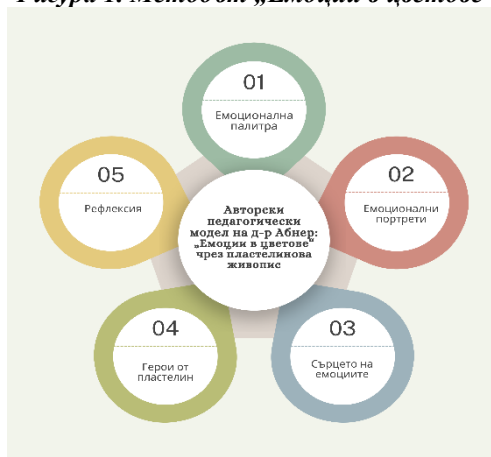 Фигура 1. Методът „Емоции в цветове
01
Емоционална
палитра
02
Емоционални
портрети
03
Сърцето на
емоциите
04
Герои от
пластелин
05
Рефлексия
Авторски
педагогически
модел на д-р Абнер:
„Емоции в цветове“
чрез пластелинова
живопис